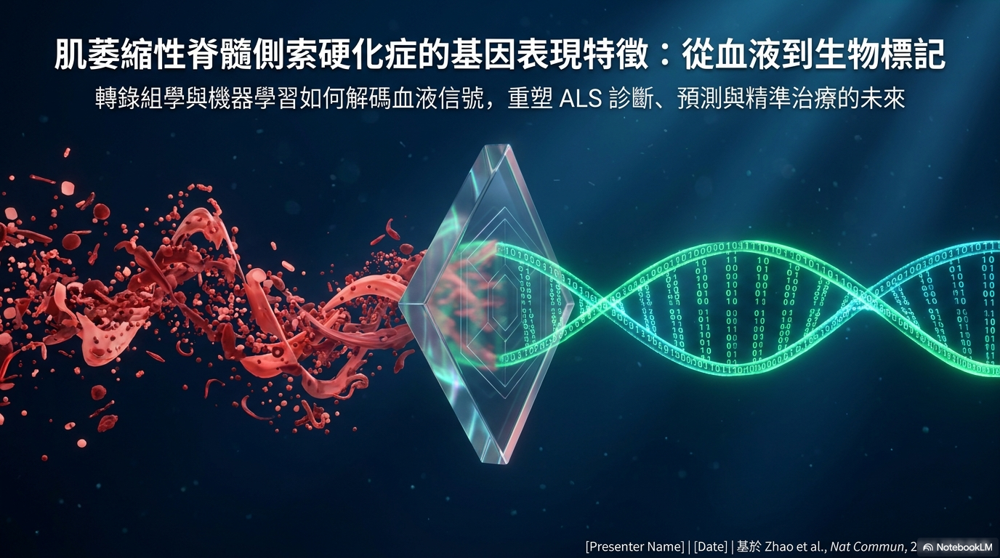 肌萎縮性脊髓側索硬化症的基因表現特徵：從血液到生物標記
轉錄組學與機器學習如何解碼血液信號，重塑 ALS 診斷、預測與精準治療的未來
[Presenter Name] | [Date] | 基於 Zhao et al., Nat Commun, 2
NotebookLM